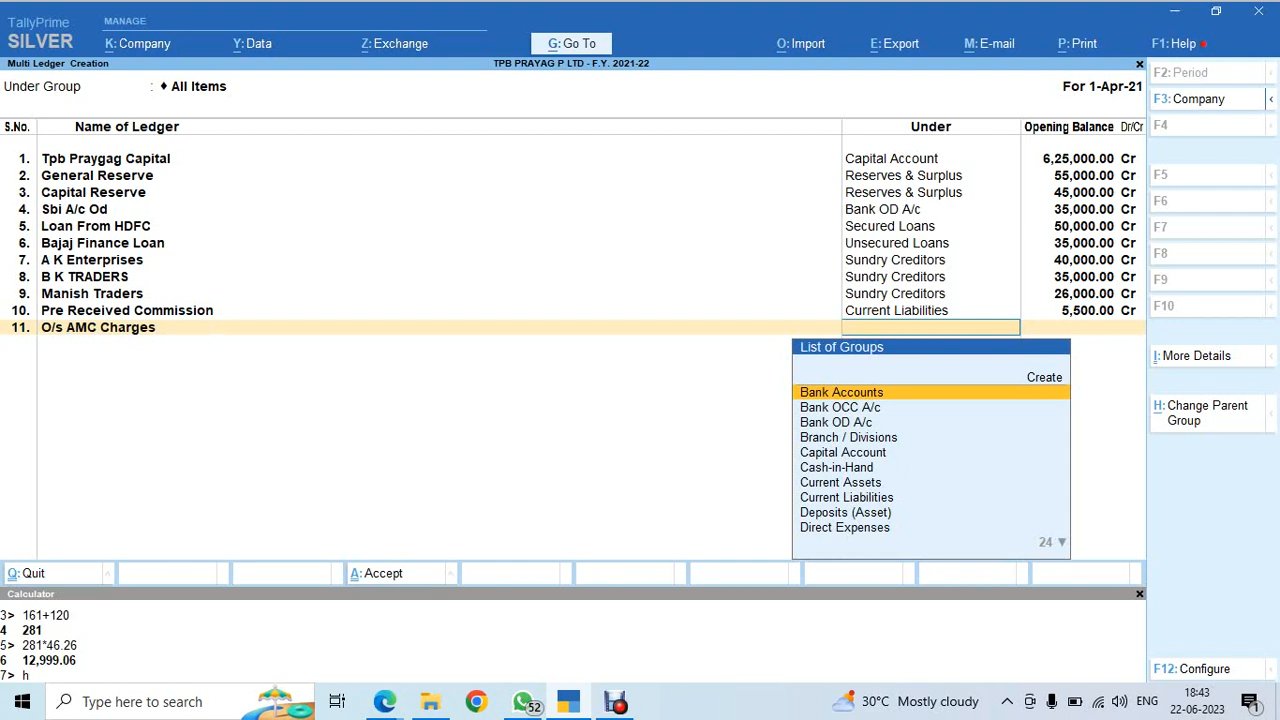 TallyPrime
SILVER
MANAGE
K: Company Y: Data Z: Exchange G: Go To O: Import E: Export M: E-mail P: Print F1: Help
Multi Ledger Creation TPB PRAYAG P LTD - F.Y. 2021-22
Under Group : ♦ All Items For 1-Apr-21
S.No. Name of Ledger Under Opening Balance Dr/Cr
1. Tpb Praygag Capital Capital Account 6,25,000.00 Cr
2. General Reserve Reserves & Surplus 55,000.00 Cr
3. Capital Reserve Reserves & Surplus 45,000.00 Cr
4. Sbi A/c Od Bank OD A/c 35,000.00 Cr
5. Loan From HDFC Secured Loans 50,000.00 Cr
6. Bajaj Finance Loan Unsecured Loans 35,000.00 Cr
7. A K Enterprises Sundry Creditors 40,000.00 Cr
8. B K TRADERS Sundry Creditors 35,000.00 Cr
9. Manish Traders Sundry Creditors 26,000.00 Cr
10. Pre Received Commission Current Liabilities 5,500.00 Cr
11. O/s AMC Charges
List of Groups
Create
Bank Accounts
Bank OCC A/c
Bank OD A/c
Branch / Divisions
Capital Account
Cash-in-Hand
Current Assets
Current Liabilities
Deposits (Asset)
Direct Expenses
24 ▼
F2: Period
F3: Company
F4
F5
F6
F7
F8
F9
F10
I: More Details
H: Change Parent
Group
F12: Configure
Q: Quit A: Accept
Calculator
3> 161+120
4 281
5> 281*46.26
6 12,999.06
7> h
Type here to search
52
30°C Mostly cloudy
ENG
18:43
22-06-2023
1